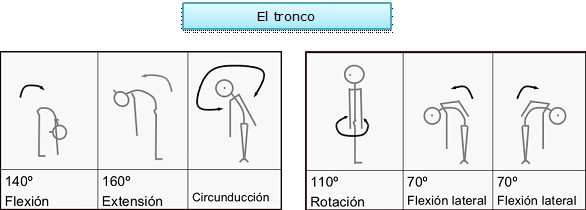 El tronco
140º
Flexión
160º
Extensión
Circunducción
110º
Rotación
70º
Flexión lateral
70º
Flexión lateral